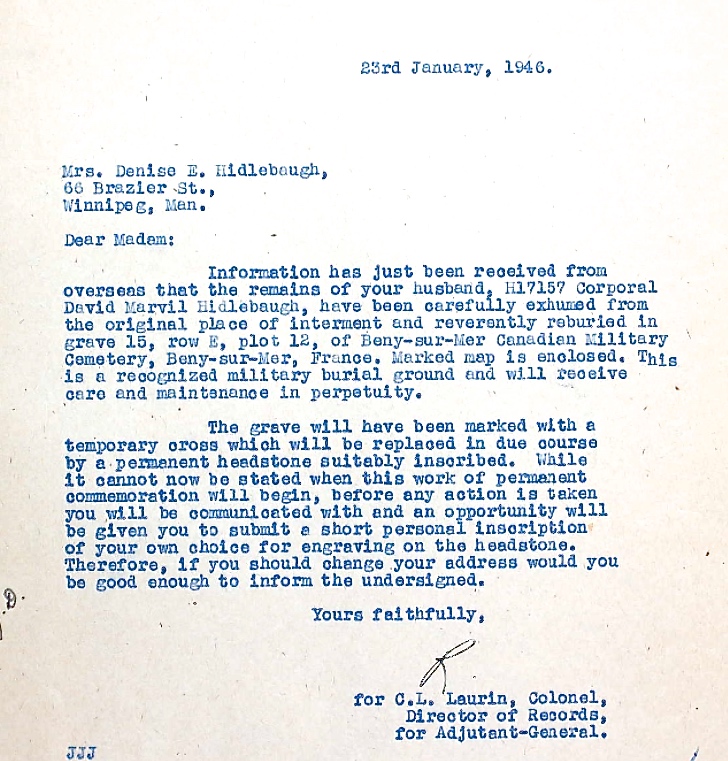 23rd January, 1946.
Mrs. Denise E. Hidlebaugh,
66 Brazier St.,
Winnipeg, Man.
Dear Madam:
Information has just been received from
overseas that the remains of your husband, H17157 Corporal
David Marvil Hidlebaugh, have been carefully exhumed from
the original place of interment and reverently reburied in
grave 15, row E, plot 12, of Beny-sur-Mer Canadian Military
Cemetery, Beny-sur-Mer, France. Marked map is enclosed. This
is a recognized military burial ground and will receive
care and maintenance in perpetuity.
The grave will have been marked with a
temporary cross which will be replaced in due course
by a permanent headstone suitably inscribed. While
it cannot now be stated when this work of permanent
commemoration will begin, before any action is taken
you will be communicated with and an opportunity will
be given you to submit a short personal inscription
of your own choice for engraving on the headstone.
Therefore, if you should change your address would you
be good enough to inform the undersigned.
Yours faithfully,
for C.L. Laurin, Colonel,
Director of Records,
for Adjutant-General.
JJJ